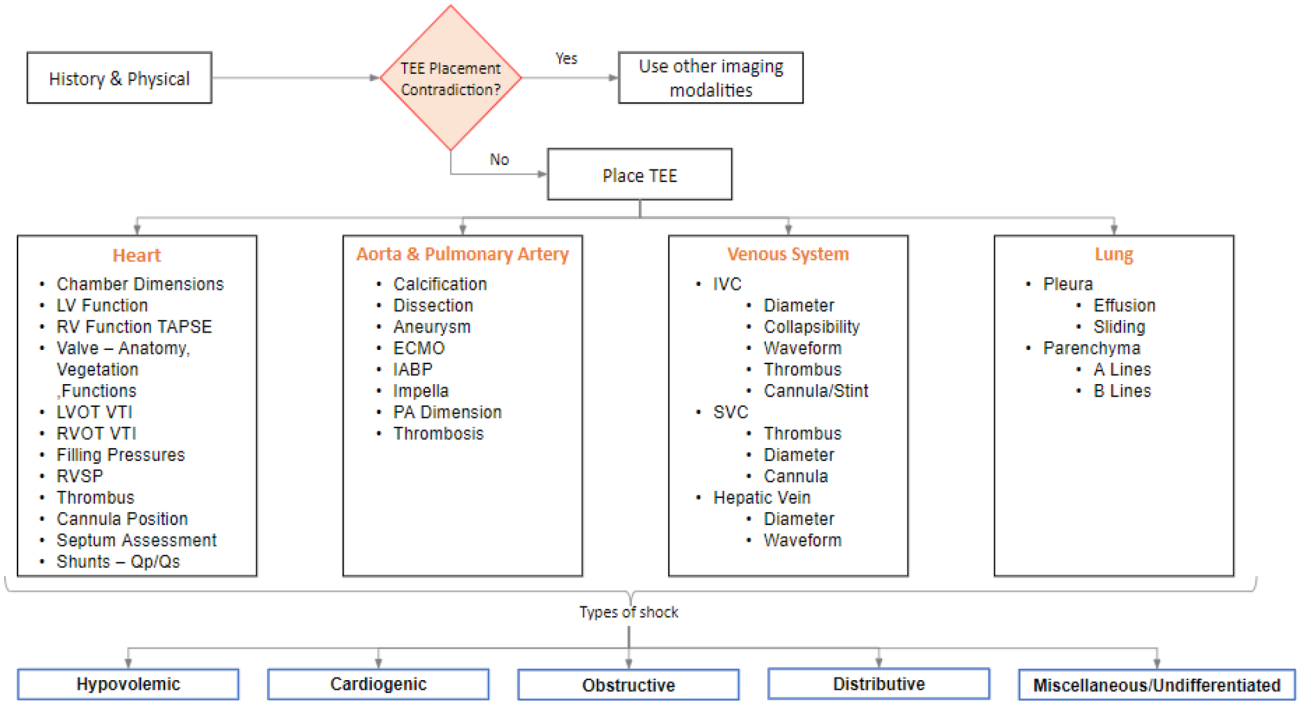 History & Physical
TEE Placement
Contradiction?
Yes
Use other imaging
modalities
No
Place TEE
Heart
• Chamber Dimensions
• LV Function
• RV Function TAPSE
• Valve – Anatomy,
Vegetation
,Functions
• LVOT VTI
• RVOT VTI
• Filling Pressures
• RVSP
• Thrombus
• Cannula Position
• Septum Assessment
• Shunts – Qp/Qs
Aorta & Pulmonary Artery
• Calcification
• Dissection
• Aneurysm
• ECMO
• IABP
• Impella
• PA Dimension
• Thrombosis
Venous System
• IVC
• Diameter
• Collapsibility
• Waveform
• Thrombus
• Cannula/Stint
• SVC
• Thrombus
• Diameter
• Cannula
• Hepatic Vein
• Diameter
• Waveform
Lung
• Pleura
• Effusion
• Sliding
• Parenchyma
• A Lines
• B Lines
Types of shock
Hypovolemic
Cardiogenic
Obstructive
Distributive
Miscellaneous/Undifferentiated